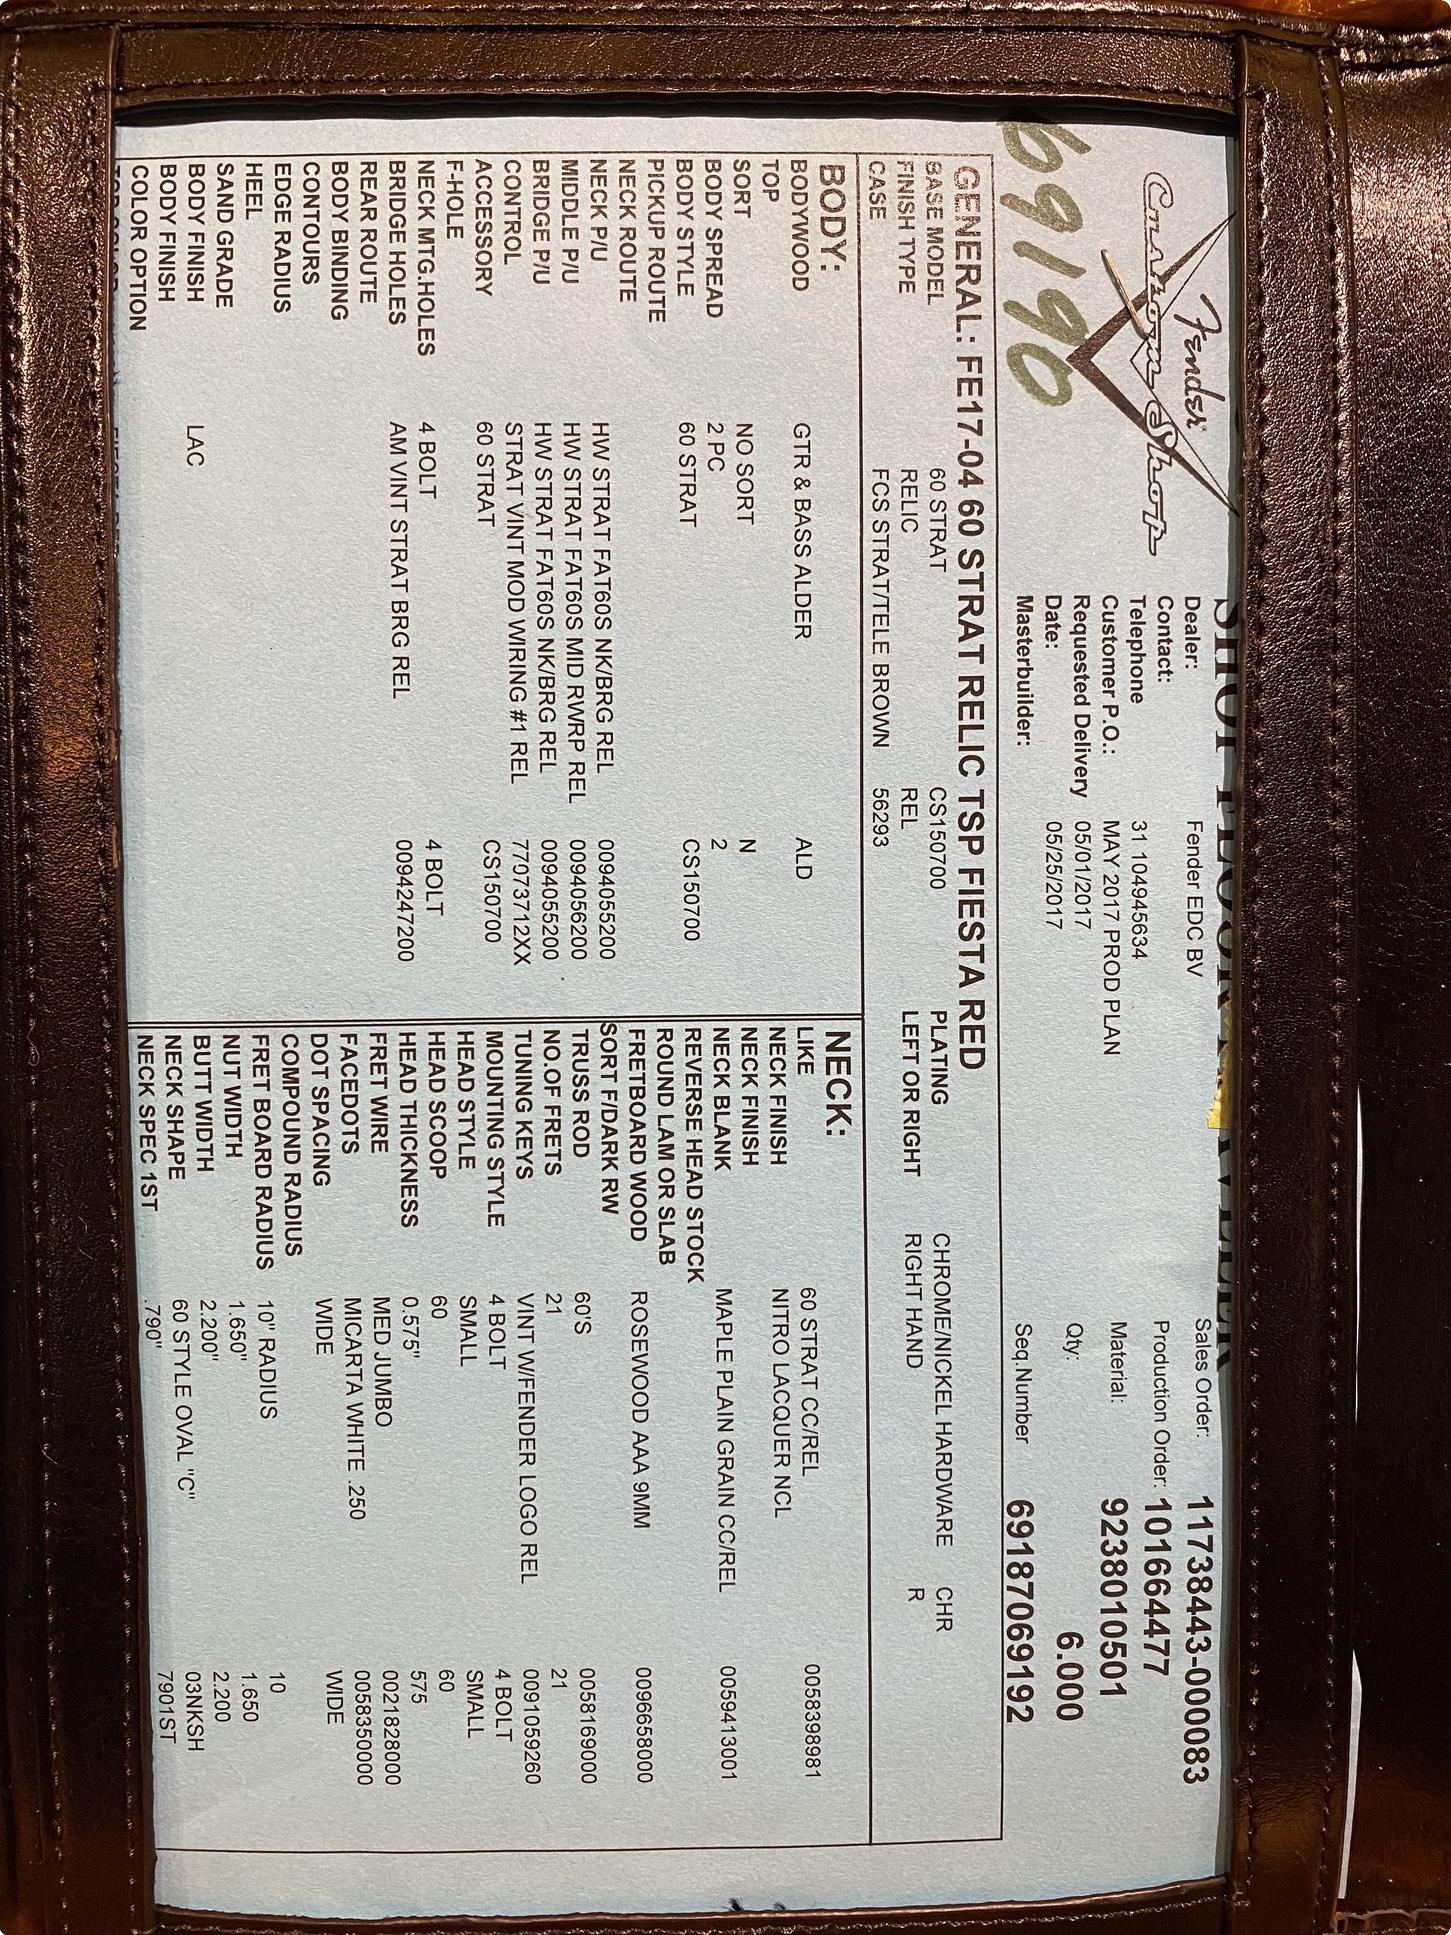 SHOP FLOOR TRAVELER
Fender
Custom Shop
69190
Dealer: Fender EDC BV
Contact:
Telephone 31 104945634
Customer P.O.: MAY 2017 PROD PLAN
Requested Delivery 05/01/2017
Date: 05/25/2017
Masterbuilder:
Sales Order: 11738443-000083
Production Order: 101664477
Material: 9238010501
Qty: 6.000
Seq.Number 69187069192
GENERAL: FE17-04 60 STRAT RELIC TSP FIESTA RED
BASE MODEL 60 STRAT CS150700 PLATING CHROME/NICKEL HARDWARE CHR
FINISH TYPE RELIC REL LEFT OR RIGHT RIGHT HAND R
CASE FCS STRAT/TELE BROWN 56293
BODY:
BODYWOOD GTR & BASS ALDER ALD
TOP
SORT NO SORT N
BODY SPREAD 2 PC 2
BODY STYLE 60 STRAT CS150700
PICKUP ROUTE
NECK ROUTE
NECK P/U HW STRAT FAT60S NK/BRG REL 0094055200
MIDDLE P/U HW STRAT FAT60S MID RWRP REL 0094056200
BRIDGE P/U HW STRAT FAT60S NK/BRG REL 0094055200
CONTROL STRAT VINT MOD WIRING #1 REL 77073712XX
ACCESSORY 60 STRAT CS150700
F-HOLE
NECK MTG.HOLES 4 BOLT 4 BOLT
BRIDGE HOLES AM VINT STRAT BRG REL 0094247200
REAR ROUTE
BODY BINDING
CONTOURS
EDGE RADIUS
HEEL
SAND GRADE
BODY FINISH LAC
BODY FINISH
COLOR OPTION
NECK:
LIKE 60 STRAT CC/REL 0058398981
NECK FINISH NITRO LACQUER NCL
NECK FINISH
NECK BLANK MAPLE PLAIN GRAIN CC/REL 0059413001
REVERSE HEAD STOCK
ROUND LAM OR SLAB
FRETBOARD WOOD ROSEWOOD AAA 9MM 0096658000
SORT F/DARK RW
TRUSS ROD 60'S 0058169000
NO.OF FRETS 21 21
TUNING KEYS VINT W/FENDER LOGO REL 0091059260
MOUNTING STYLE 4 BOLT 4 BOLT
HEAD STYLE SMALL SMALL
HEAD SCOOP 60 60
HEAD THICKNESS 0.575" 575
FRET WIRE MED JUMBO 0021828000
FACEDOTS MICARTA WHITE .250 0058350000
DOT SPACING WIDE WIDE
COMPOUND RADIUS
FRET BOARD RADIUS 10" RADIUS 10
NUT WIDTH 1.650" 1.650
BUTT WIDTH 2.200" 2.200
NECK SHAPE 60 STYLE OVAL "C" 03NKSH
NECK SPEC 1ST .790" 7901ST